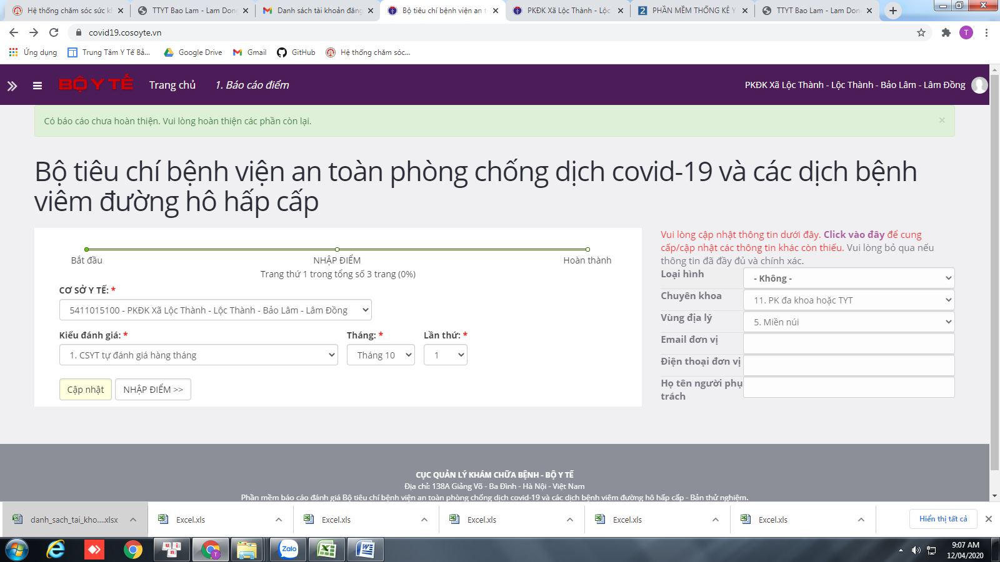 Hệ thống chăm sóc sức k
TTYT Bao Lam - Lam Don
Danh sách tài khoản đăng
Bộ tiêu chí bệnh viện an t
PKĐK Xã Lộc Thành - Lộc
PHẦN MỀM THỐNG KÊ Y
TTYT Bao Lam - Lam Don
covid19.cosoyte.vn
T
Ứng dụng
Trung Tâm Y Tế Bả...
Google Drive
Gmail
GitHub
Hệ thống chăm sóc...
BỘ Y TẾ
Trang chủ
1. Báo cáo điểm
PKĐK Xã Lộc Thành - Lộc Thành - Bảo Lâm - Lâm Đồng
Có báo cáo chưa hoàn thiện. Vui lòng hoàn thiện các phần còn lại.
×
Bộ tiêu chí bệnh viện an toàn phòng chống dịch covid-19 và các dịch bệnh
viêm đường hô hấp cấp
Bắt đầu
NHẬP ĐIỂM
Hoàn thành
Trang thứ 1 trong tổng số 3 trang (0%)
CƠ SỞ Y TẾ: *
5411015100 - PKĐK Xã Lộc Thành - Lộc Thành - Bảo Lâm - Lâm Đồng
Kiểu đánh giá: *
Tháng: *
Lần thứ: *
1. CSYT tự đánh giá hàng tháng
Tháng 10
1
Cập nhật
NHẬP ĐIỂM >>
Vui lòng cập nhật thông tin dưới đây. Click vào đây để cung
cấp/cập nhật các thông tin khác còn thiếu. Vui lòng bỏ qua nếu
thông tin đã đầy đủ và chính xác.
Loại hình
- Không -
Chuyên khoa
11. PK đa khoa hoặc TYT
Vùng địa lý
5. Miền núi
Email đơn vị
Điện thoại đơn vị
Họ tên người phụ
trách
CỤC QUẢN LÝ KHÁM CHỮA BỆNH - BỘ Y TẾ
Địa chỉ: 138A Giảng Võ - Ba Đình - Hà Nội - Việt Nam
Phần mềm báo cáo đánh giá Bộ tiêu chí bệnh viện an toàn phòng chống dịch covid-19 và các dịch bệnh viêm đường hô hấp cấp - Bản thử nghiệm.
danh_sach_tai_kho....xlsx
Excel.xls
Excel.xls
Excel.xls
Excel.xls
Excel.xls
Hiển thị tất cả
Zalo
9:07 AM
12/04/2020